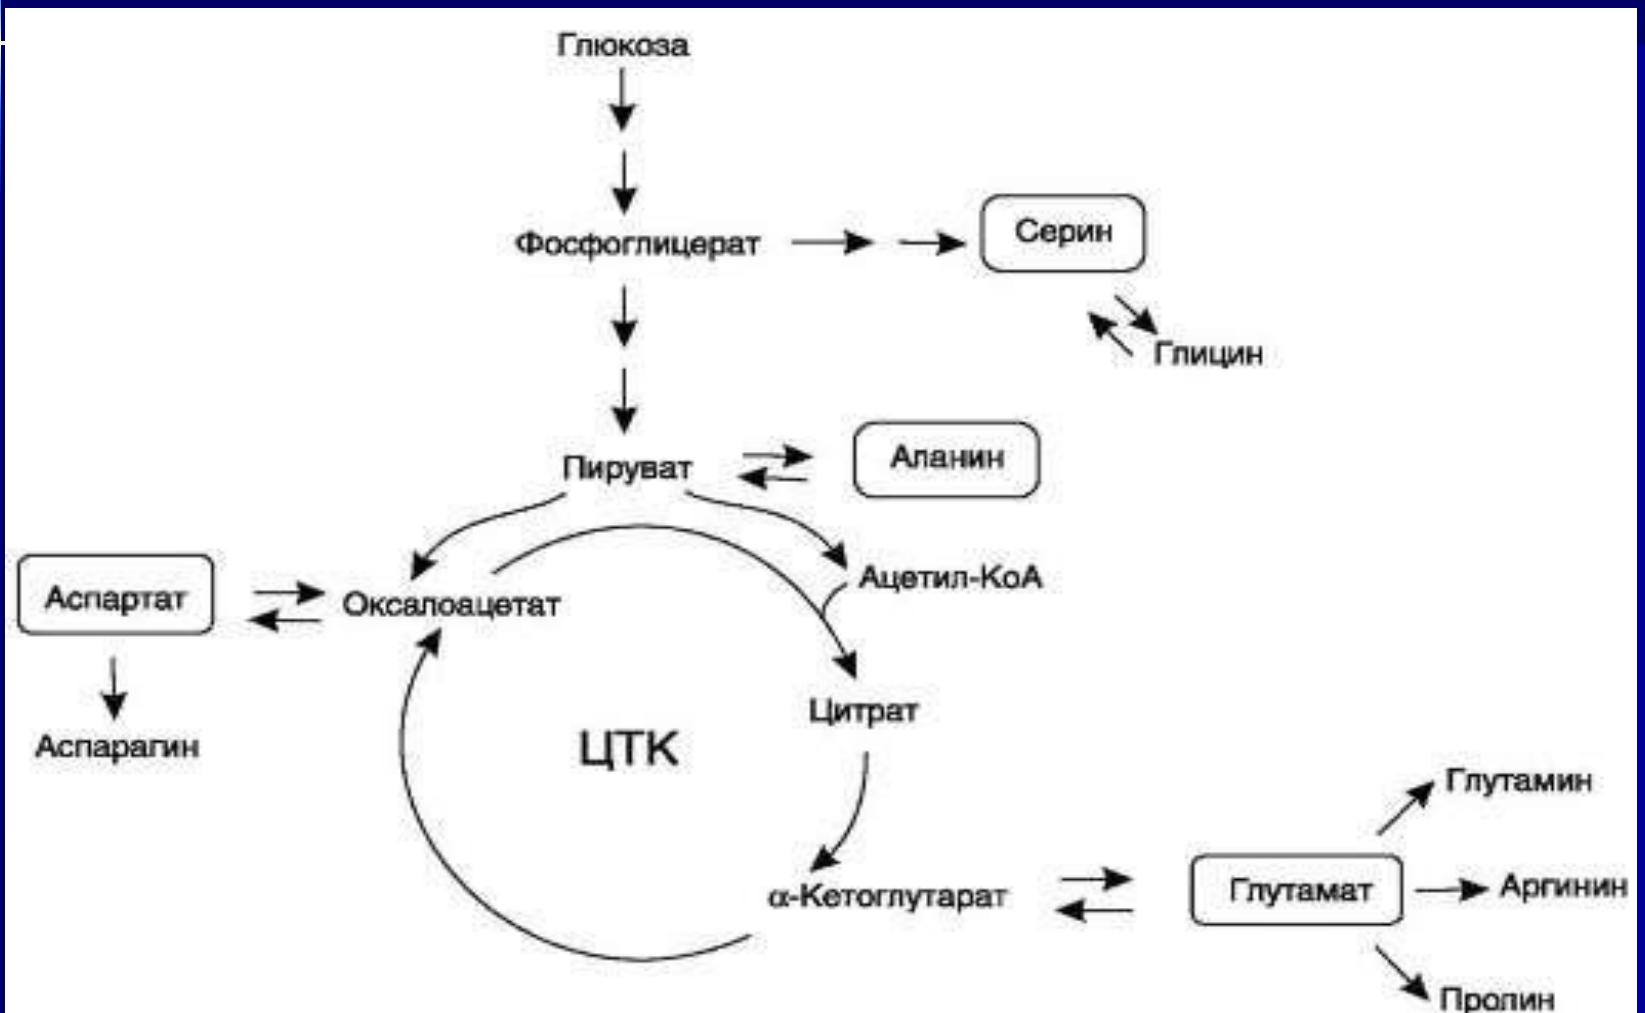 Глюкоза
Фосфоглицерат
Серин
Глицин
Пируват
Аланин
Ацетил-КоА
Аспартат
Оксалоацетат
Цитрат
Аспарагин
ЦТК
Глутамин
α-Кетоглутарат
Глутамат
Аргинин
Пролин